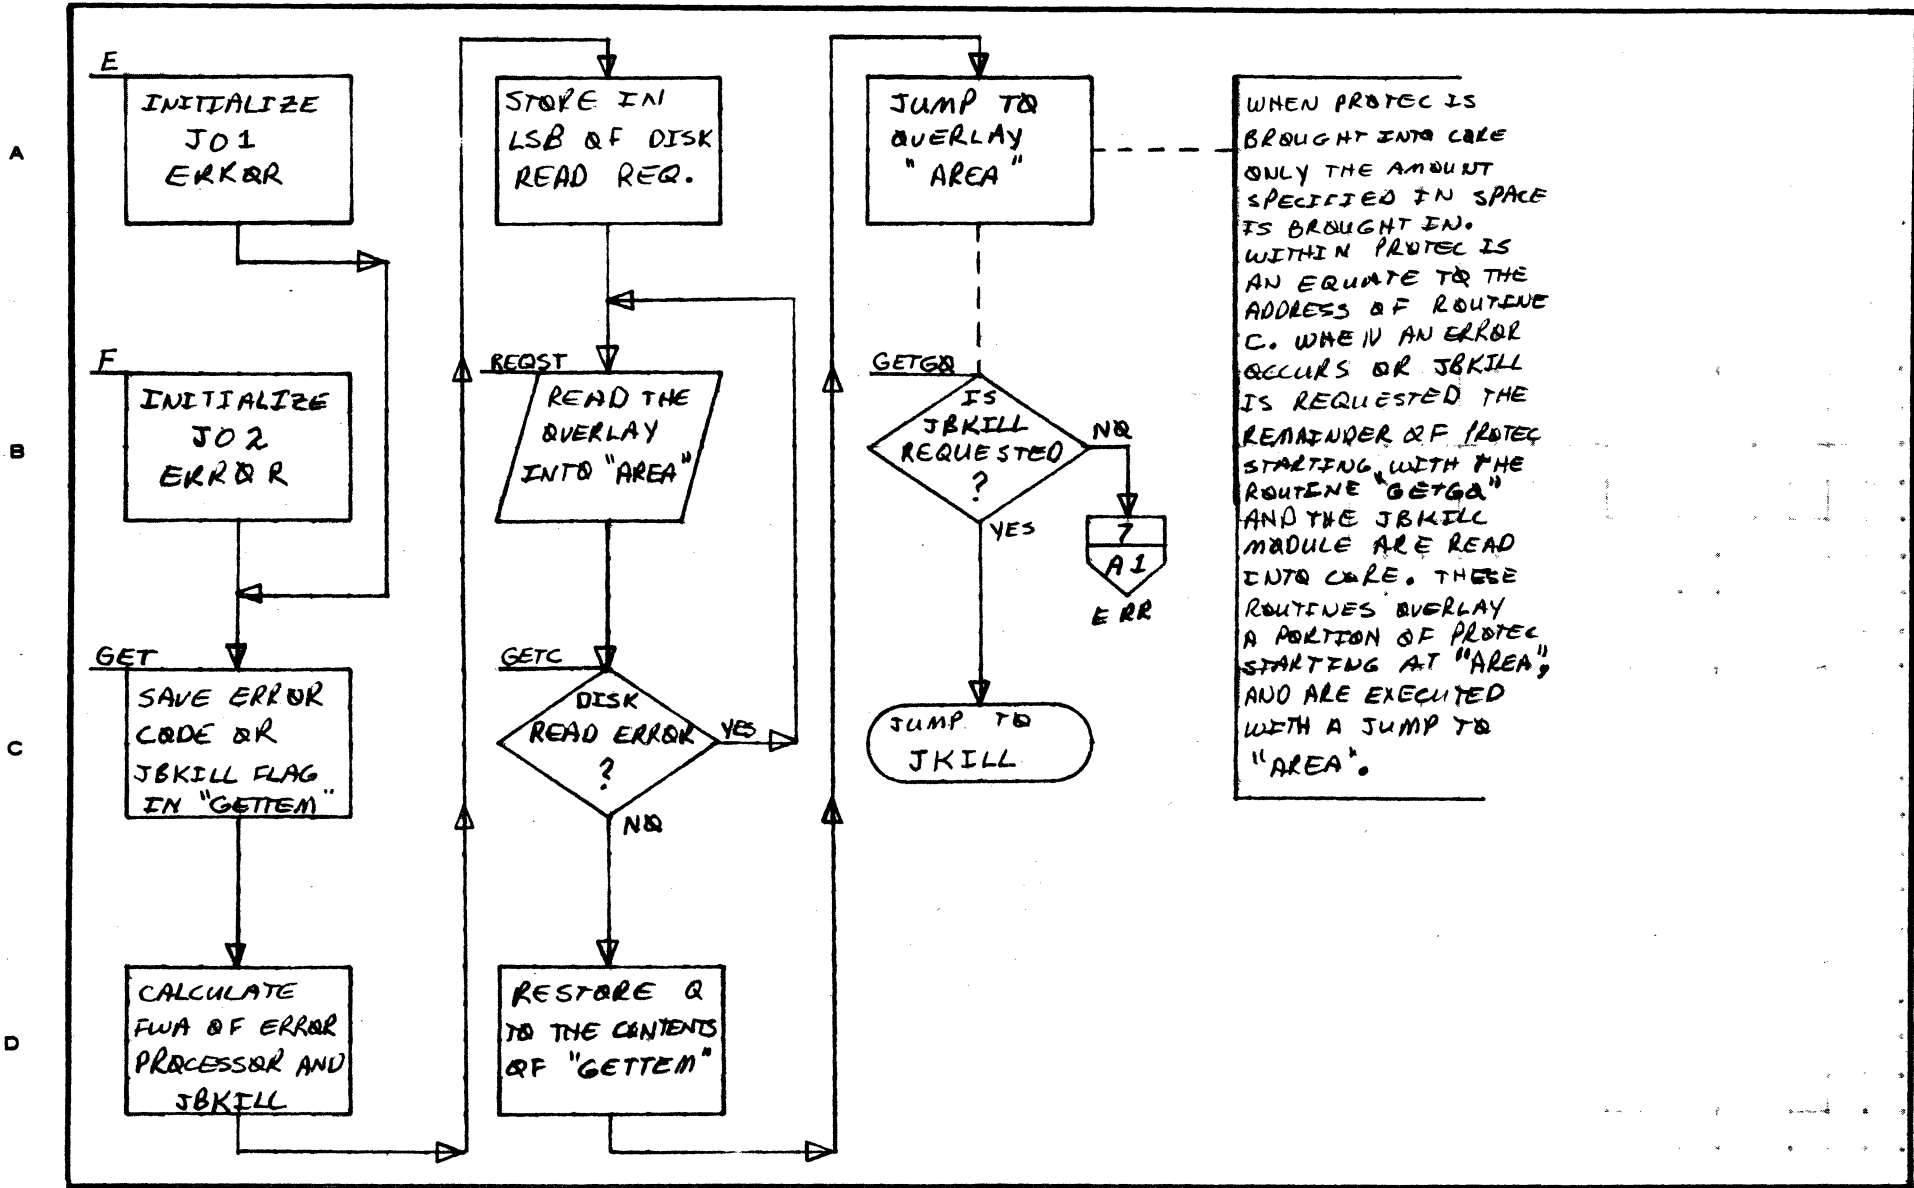 A
B
C
D
E
INITIALIZE
JO1
ERROR
F
INITIALIZE
JO2
ERROR
GET
SAVE ERROR
CODE OR
JBKILL FLAG
IN "GETTEM"
CALCULATE
FWA OF ERROR
PROCESSOR AND
JBKILL
STORE IN
LSB OF DISK
READ REQ.
REQST
READ THE
OVERLAY
INTO "AREA"
GETC
DISK
READ ERROR
?
YES
NO
RESTORE Q
TO THE CONTENTS
OF "GETTEM"
JUMP TO
OVERLAY
"AREA"
GETGO
IS
JBKILL
REQUESTED
?
NO
YES
7
A1
ERR
JUMP TO
JKILL
WHEN PROTEC IS
BROUGHT INTO CORE
ONLY THE AMOUNT
SPECIFIED IN SPACE
IS BROUGHT IN.
WITHIN PROTEC IS
AN EQUATE TO THE
ADDRESS OF ROUTINE
C. WHEN AN ERROR
OCCURS OR JBKILL
IS REQUESTED THE
REMAINDER OF PROTEC
STARTING WITH THE
ROUTINE "GETGO"
AND THE JBKILL
MODULE ARE READ
INTO CORE. THESE
ROUTINES OVERLAY
A PORTION OF PROTEC
STARTING AT "AREA",
AND ARE EXECUTED
WITH A JUMP TO
"AREA".